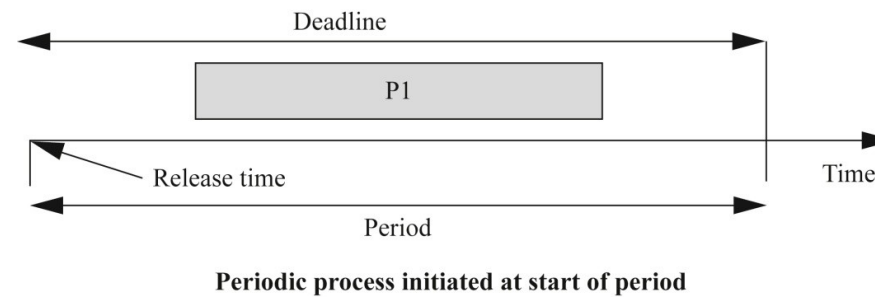 Deadline
P1
Release time
Time
Period
Periodic process initiated at start of period